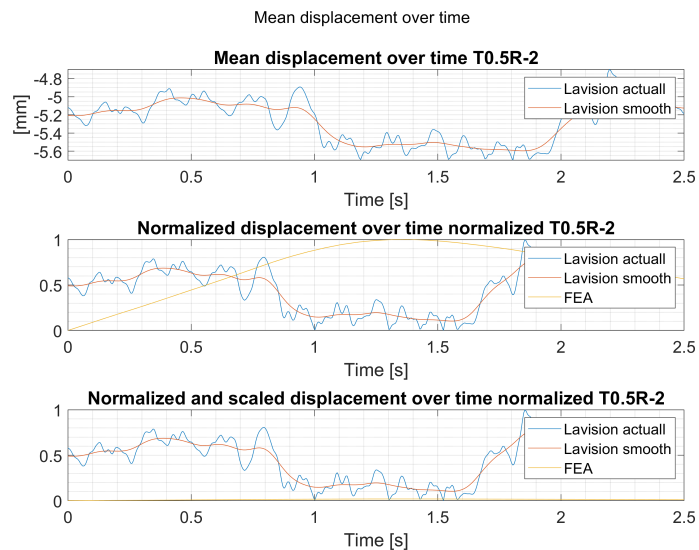 Mean displacement over time
Mean displacement over time T0.5R-2
-4.8
-5
-5.2
-5.4
-5.6
[mm]
Lavision actuall
Lavision smooth
0 0.5 1 1.5 2 2.5
Time [s]
Normalized displacement over time normalized T0.5R-2
1
0.5
0
Lavision actuall
Lavision smooth
FEA
0 0.5 1 1.5 2 2.5
Time [s]
Normalized and scaled displacement over time normalized T0.5R-2
1
0.5
0
Lavision actuall
Lavision smooth
FEA
0 0.5 1 1.5 2 2.5
Time [s]